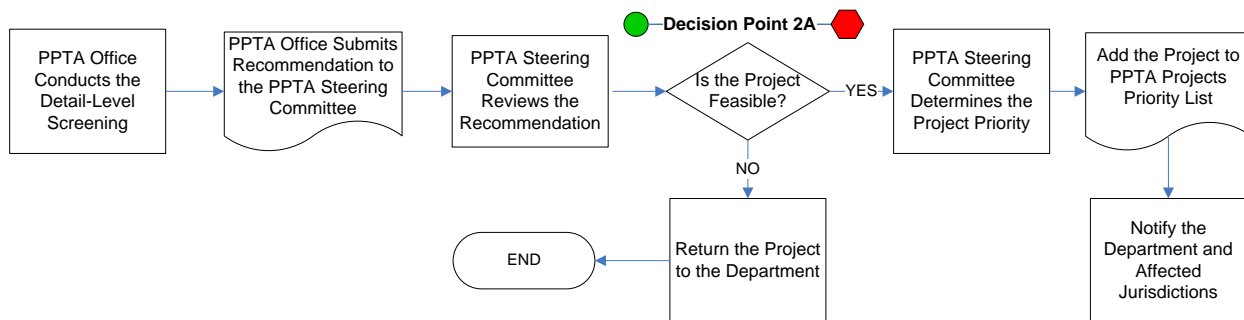 Decision Point 2A
PPTA Office
Conducts the
Detail-Level
Screening
PPTA Office Submits
Recommendation to
the PPTA Steering
Committee
PPTA Steering
Committee
Reviews the
Recommendation
Is the Project
Feasible?
YES
PPTA Steering
Committee
Determines the
Project Priority
Add the Project to
PPTA Projects
Priority List
NO
Return the Project
to the Department
END
Notify the
Department and
Affected
Jurisdictions